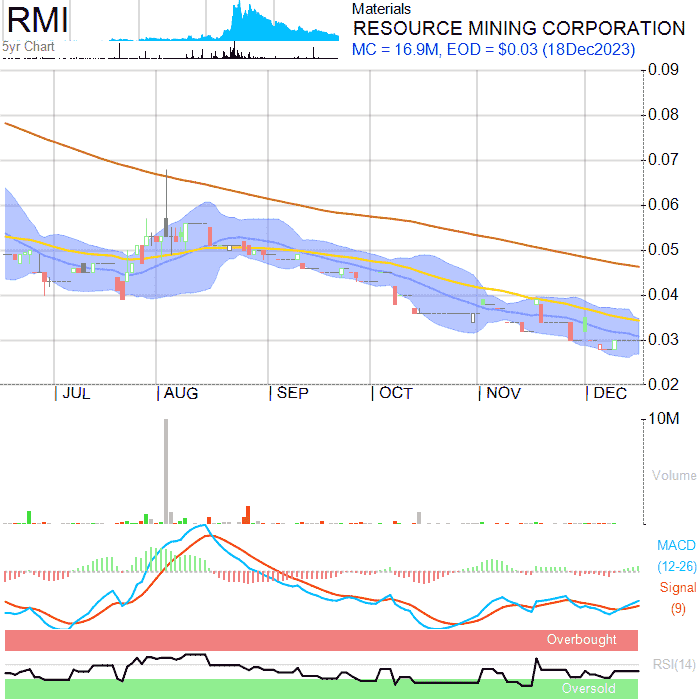 RMI
5yr Chart
Materials
RESOURCE MINING CORPORATION
MC = 16.9M, EOD = $0.03 (18Dec2023)
0.09
0.08
0.07
0.06
0.05
0.04
0.03
0.02
JUL AUG SEP OCT NOV DEC
10M
Volume
MACD
(12-26)
Signal
(9)
Overbought
RSI(14)
Oversold